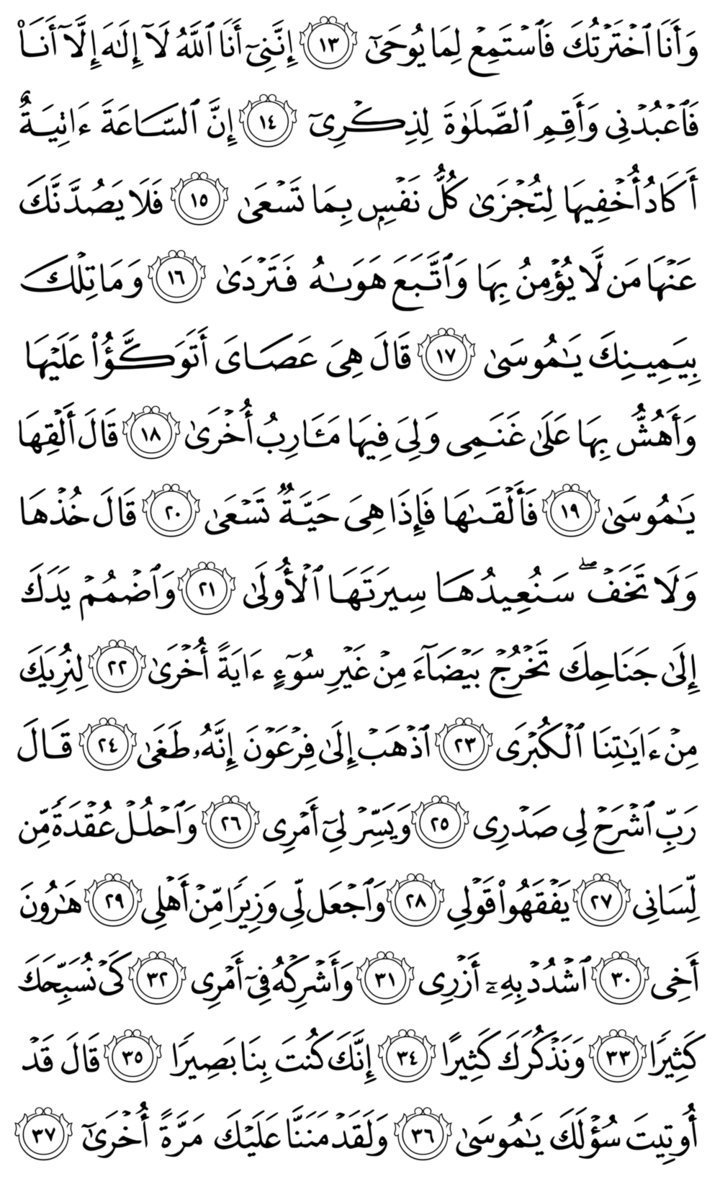 وَأَنَا ٱخْتَرْتُكَ فَٱسْتَمِعْ لِمَا يُوحَىٰٓ ١٣ إِنَّنِىٓ أَنَا ٱللَّهُ لَآ إِلَٰهَ إِلَّآ أَنَا۠
فَٱعْبُدْنِى وَأَقِمِ ٱلصَّلَوٰةَ لِذِكْرِىٓ ١٤ إِنَّ ٱلسَّاعَةَ ءَاتِيَةٌ
أَكَادُ أُخْفِيهَا لِتُجْزَىٰ كُلُّ نَفْسٍۭ بِمَا تَسْعَىٰ ١٥ فَلَا يَصُدَّنَّكَ
عَنْهَا مَن لَّا يُؤْمِنُ بِهَا وَٱتَّبَعَ هَوَىٰهُ فَتَرْدَىٰ ١٦ وَمَا تِلْكَ
بِيَمِينِكَ يَٰمُوسَىٰ ١٧ قَالَ هِىَ عَصَاىَ أَتَوَكَّؤُا۟ عَلَيْهَا
وَأَهُشُّ بِهَا عَلَىٰ غَنَمِى وَلِىَ فِيهَا مَـَٔارِبُ أُخْرَىٰ ١٨ قَالَ أَلْقِهَا
يَٰمُوسَىٰ ١٩ فَأَلْقَىٰهَا فَإِذَا هِىَ حَيَّةٌ تَسْعَىٰ ٢٠ قَالَ خُذْهَا
وَلَا تَخَفْ ۖ سَنُعِيدُهَا سِيرَتَهَا ٱلْأُولَىٰ ٢١ وَٱضْمُمْ يَدَكَ
إِلَىٰ جَنَاحِكَ تَخْرُجْ بَيْضَآءَ مِنْ غَيْرِ سُوٓءٍ ءَايَةً أُخْرَىٰ ٢٢ لِنُرِيَكَ
مِنْ ءَايَٰتِنَا ٱلْكُبْرَى ٢٣ ٱذْهَبْ إِلَىٰ فِرْعَوْنَ إِنَّهُۥ طَغَىٰ ٢٤ قَالَ
رَبِّ ٱشْرَحْ لِى صَدْرِى ٢٥ وَيَسِّرْ لِىٓ أَمْرِى ٢٦ وَٱحْلُلْ عُقْدَةً مِّن
لِّسَانِى ٢٧ يَفْقَهُوا۟ قَوْلِى ٢٨ وَٱجْعَل لِّى وَزِيرًا مِّنْ أَهْلِى ٢٩ هَٰرُونَ
أَخِى ٣٠ ٱشْدُدْ بِهِۦٓ أَزْرِى ٣١ وَأَشْرِكْهُ فِىٓ أَمْرِى ٣٢ كَىْ نُسَبِّحَكَ
كَثِيرًا ٣٣ وَنَذْكُرَكَ كَثِيرًا ٣٤ إِنَّكَ كُنتَ بِنَا بَصِيرًا ٣٥ قَالَ قَدْ
أُوتِيتَ سُؤْلَكَ يَٰمُوسَىٰ ٣٦ وَلَقَدْ مَنَنَّا عَلَيْكَ مَرَّةً أُخْرَىٰٓ ٣٧